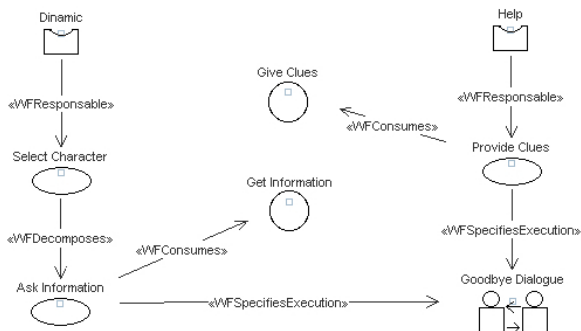 Dinamic
Help
Give Clues
«WFResponsable»
«WFResponsable»
«WFConsumes»
Select Character
Provide Clues
Get Information
«WFDecomposes»
«WFConsumes»
«WFSpecifiesExecution»
Ask Information
Goodbye Dialogue
«WFSpecifiesExecution»